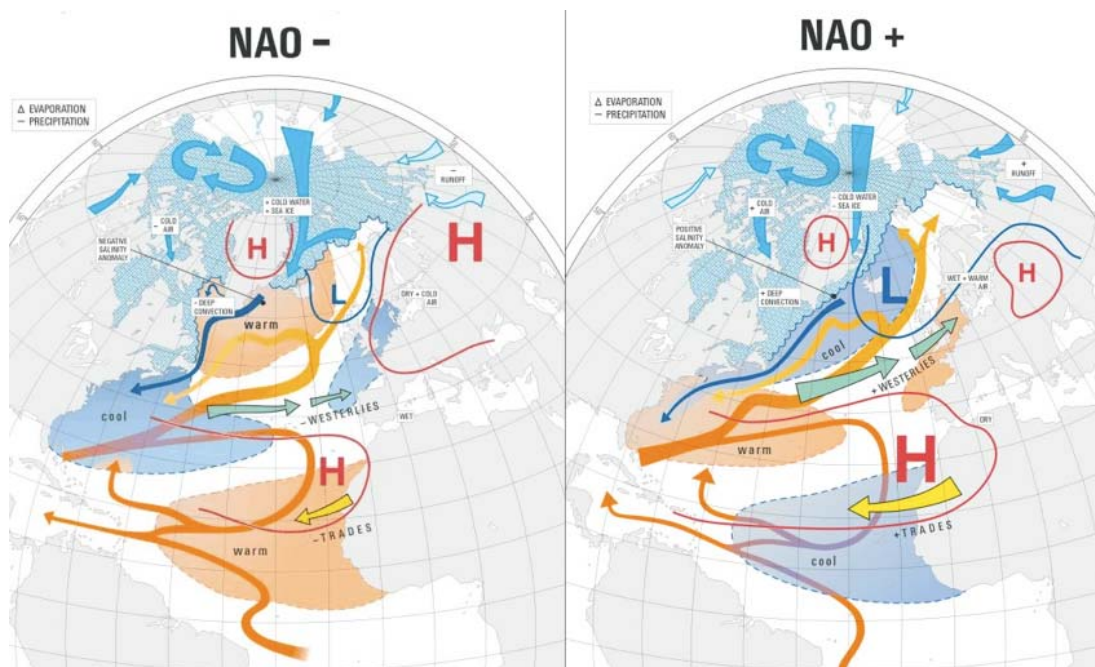 NAO –
Δ EVAPORATION
– PRECIPITATION
?
–
RUNOFF
+ COLD WATER
+ SEA ICE
– COLD
AIR
NEGATIVE
SALINITY
ANOMALY
H
H
- DEEP
CONVECTION
L
DRY + COLD
AIR
warm
cool
–WESTERLIES
WET
H
–TRADES
warm
NAO +
Δ EVAPORATION
– PRECIPITATION
?
+
RUNOFF
– COLD WATER
– SEA ICE
+ COLD
AIR
POSITIVE
SALINITY
ANOMALY
H
H
+ DEEP
CONVECTION
L
WET + WARM
AIR
cool
+WESTERLIES
DRY
warm
H
+TRADES
cool